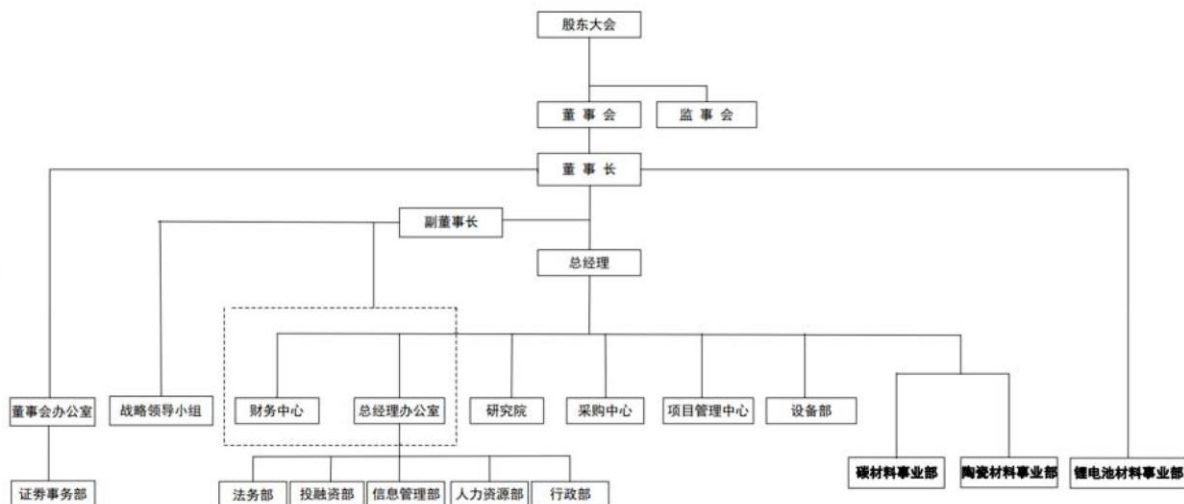 股东大会
董 事 会
监 事 会
董 事 长
副董事长
总经理
董事会办公室
战略领导小组
财务中心
总经理办公室
研究院
采购中心
项目管理中心
设备部
碳材料事业部
陶瓷材料事业部
锂电池材料事业部
证券事务部
法务部
投融资部
信息管理部
人力资源部
行政部